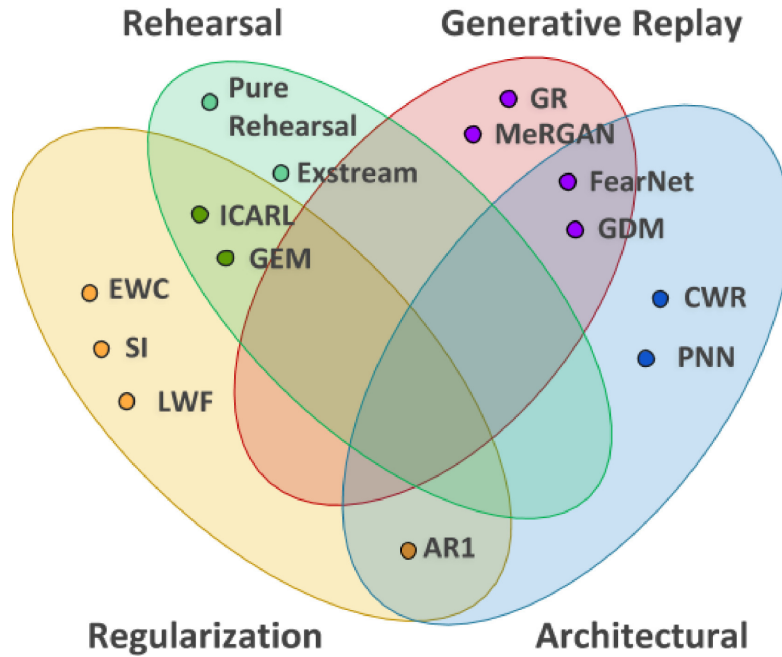 Rehearsal
Generative Replay
Pure
Rehearsal
Exstream
ICARL
GEM
EWC
SI
LWF
GR
MeRGAN
FearNet
GDM
CWR
PNN
AR1
Regularization
Architectural